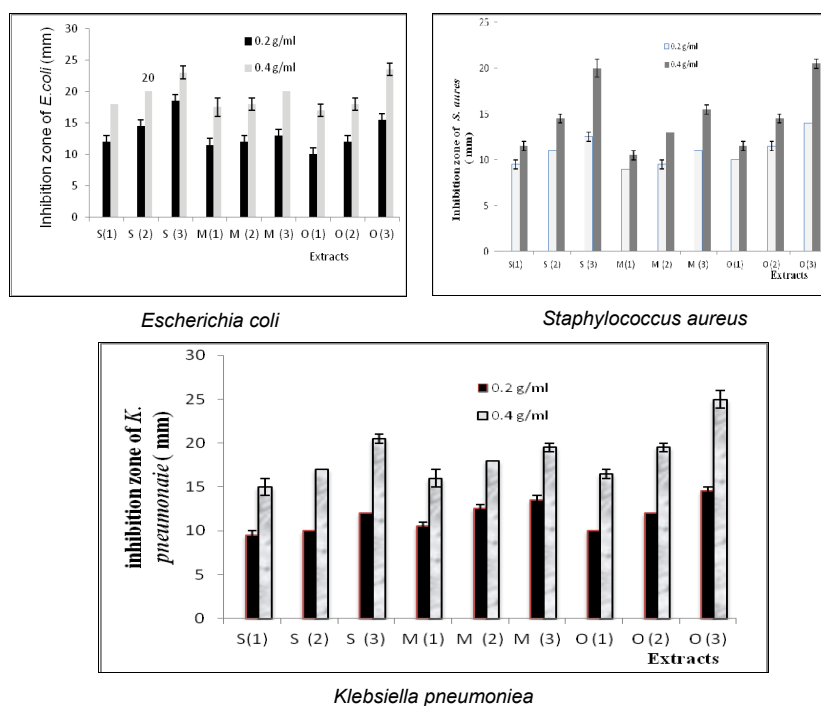 Inhibition zone of E.coli (mm)
30
25
20
15
10
5
0
0.2 g/ml
0.4 g/ml
20
S(1) S (2) S (3) M (1) M (2) M (3) O (1) O (2) O (3)
Extracts
Escherichia coli
Inhibition zone of S. aures
( mm)
25
20
15
10
5
0
0.2 g/ml
0.4 g/ml
S(1) S (2) S (3) M (1) M (2) M (3) O (1) O (2) O (3)
Extracts
Staphylococcus aureus
inhibition zone of K.
pneumonaie ( mm)
30
25
20
15
10
5
0
0.2 g/ml
0.4 g/ml
S(1) S (2) S (3) M (1) M (2) M (3) O (1) O (2) O (3)
Extracts
Klebsiella pneumoniea